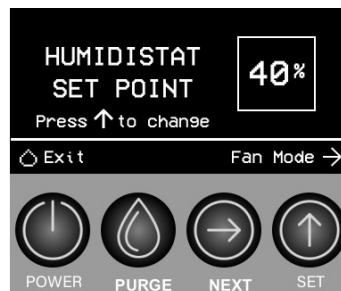 HUMIDISTAT
SET POINT
40%
Press ↑ to change
Exit
Fan Mode →
POWER
PURGE
NEXT
SET